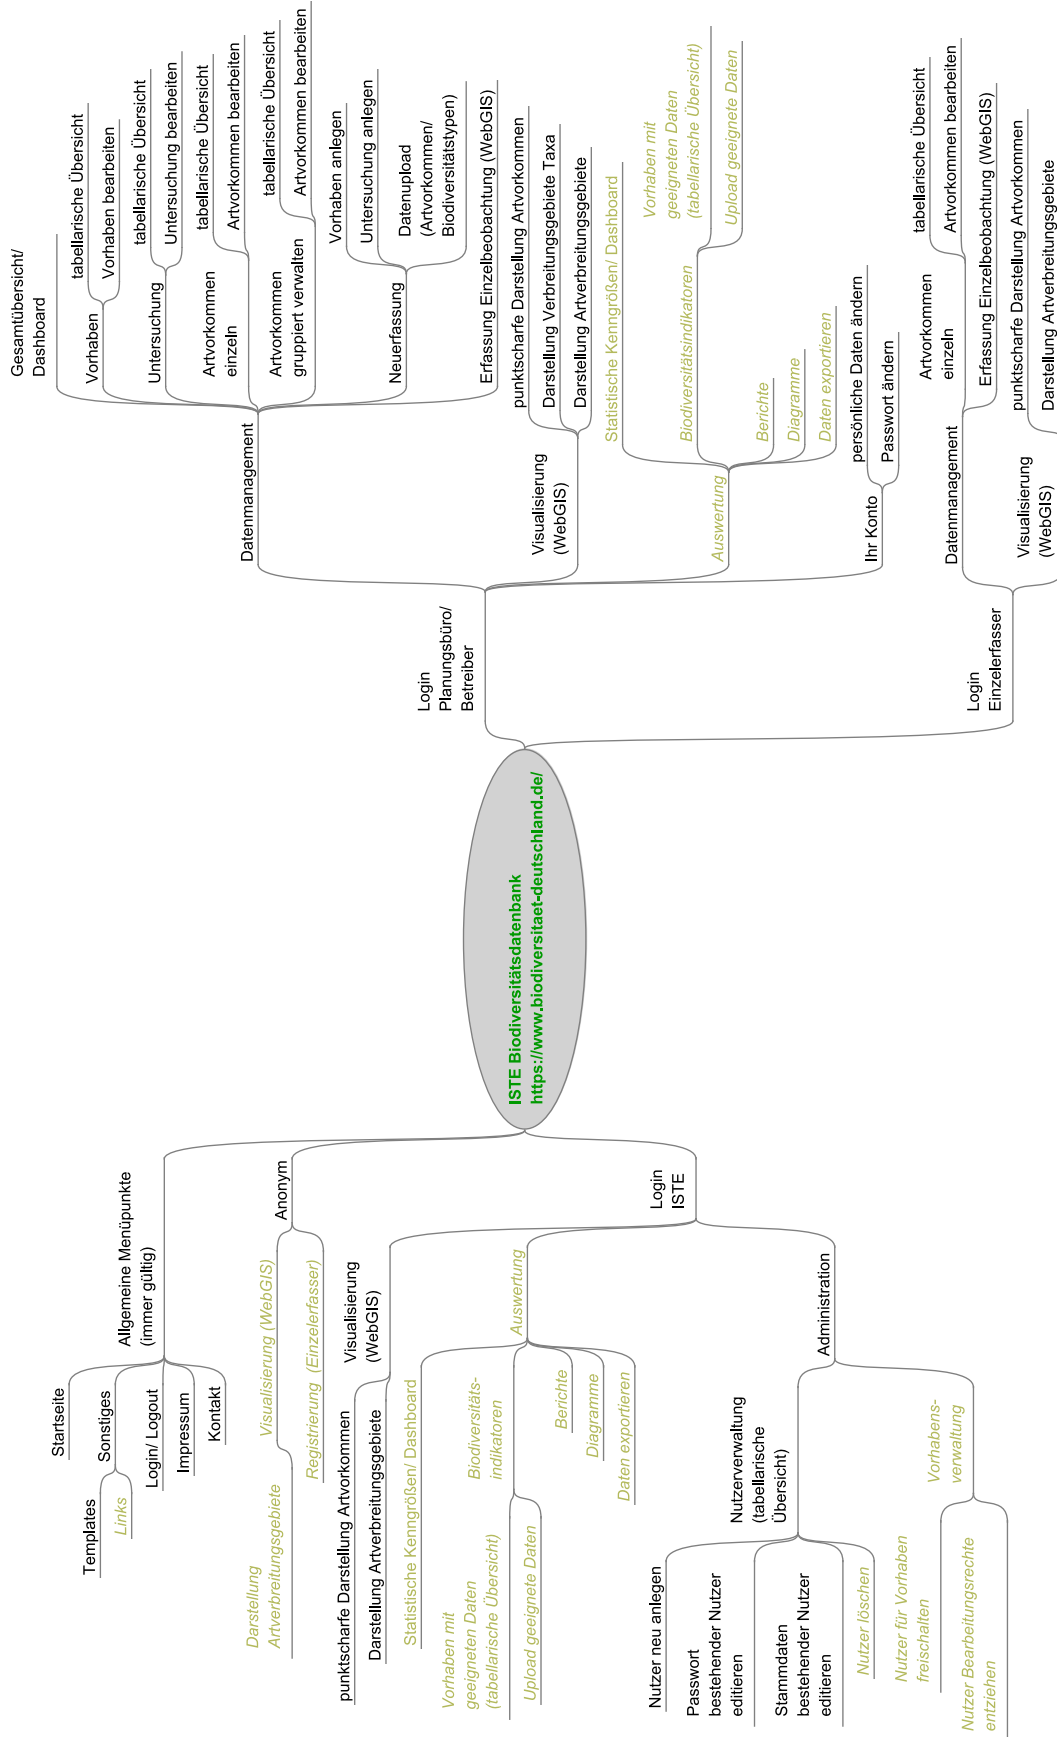 ISTE Biodiversitätsdatenbank
https://www.biodiversitaet-deutschland.de/
Allgemeine Menüpunkte
(immer gültig)
Startseite
Sonstiges
Templates
Links
Login/ Logout
Impressum
Kontakt
Anonym
Visualisierung (WebGIS)
Darstellung
Artverbreitungsgebiete
Registrierung (Einzelerfasser)
Login
ISTE
Visualisierung
(WebGIS)
punktscharfe Darstellung Artvorkommen
Darstellung Artverbreitungsgebiete
Auswertung
Statistische Kenngrößen/ Dashboard
Biodiversitäts-
indikatoren
Vorhaben mit
geeigneten Daten
(tabellarische Übersicht)
Upload geeignete Daten
Berichte
Diagramme
Daten exportieren
Administration
Nutzerverwaltung
(tabellarische
Übersicht)
Nutzer neu anlegen
Passwort
bestehender Nutzer
editieren
Stammdaten
bestehender Nutzer
editieren
Nutzer löschen
Vorhabens-
verwaltung
Nutzer für Vorhaben
freischalten
Nutzer Bearbeitungsrechte
entziehen
Login
Planungsbüro/
Betreiber
Datenmanagement
Gesamtübersicht/
Dashboard
Vorhaben
tabellarische Übersicht
Vorhaben bearbeiten
Untersuchung
tabellarische Übersicht
Untersuchung bearbeiten
Artvorkommen
einzeln
tabellarische Übersicht
Artvorkommen bearbeiten
Artvorkommen
gruppiert verwalten
tabellarische Übersicht
Artvorkommen bearbeiten
Neuerfassung
Vorhaben anlegen
Untersuchung anlegen
Datenupload
(Artvorkommen/
Biodiversitätstypen)
Erfassung Einzelbeobachtung (WebGIS)
Visualisierung
(WebGIS)
punktscharfe Darstellung Artvorkommen
Darstellung Verbreitungsgebiete Taxa
Darstellung Artverbreitungsgebiete
Auswertung
Statistische Kenngrößen/ Dashboard
Biodiversitätsindikatoren
Vorhaben mit
geeigneten Daten
(tabellarische Übersicht)
Upload geeignete Daten
Berichte
Diagramme
Daten exportieren
Ihr Konto
persönliche Daten ändern
Passwort ändern
Login
Einzelerfasser
Datenmanagement
Artvorkommen
einzeln
tabellarische Übersicht
Artvorkommen bearbeiten
Erfassung Einzelbeobachtung (WebGIS)
Visualisierung
(WebGIS)
punktscharfe Darstellung Artvorkommen
Darstellung Artverbreitungsgebiete